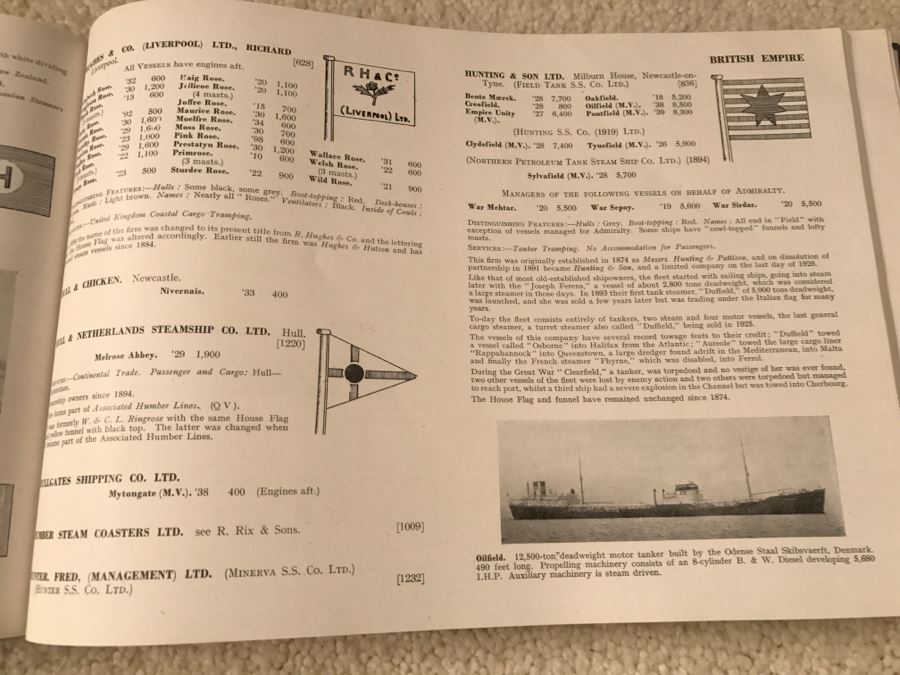 th white dividing
ew Zealand.
Steamers
& CO. (LIVERPOOL) LTD., RICHARD
Liverpool. [628]
All VESSELS have engines aft.
'32 600 Haig Rose. '20 1,100
'30 1,200 Jellicoe Rose. '20 1,100
'13 600 (4 masts.)
Joffre Rose. '15 700
'92 500 Maurice Rose. '30 1,600
'30 1,600 Moelfre Rose. '34 600
'29 1,600 Moss Rose. '30 700
'23 1,000 Pink Rose. '98 600
'29 1,600 Prestatyn Rose. '30 1,200
'22 1,100 Primrose. '10 600
(3 masts.)
'23 500 Sturdee Rose. '22 900
Wallace Rose. '31 600
Welsh Rose. '22 600
(3 masts.)
Wild Rose. '21 900
R H & Co
(LIVERPOOL) LTD.
FEATURES:—Hulls: Some black, some grey. Boot-topping: Red. Deck-houses:
Light brown. Names: Nearly all "Roses." Ventilators: Black. Insides of Cowls:
United Kingdom Coastal Cargo Tramping.
the name of the firm was changed to its present title from R. Hughes & Co. and the lettering
House Flag was altered accordingly. Earlier still the firm was Hughes & Hutton and has
steam vessels since 1884.
& CHICKEN. Newcastle.
Nivernais. '33 400
& NETHERLANDS STEAMSHIP CO. LTD. Hull.
[1220]
Melrose Abbey. '29 1,900
Continental Trade. Passenger and Cargo: Hull—
owners since 1894.
turns part of Associated Humber Lines. (Q V).
formerly W. & C. L. Ringrose with the same House Flag
yellow funnel with black top. The latter was changed when
part of the Associated Humber Lines.
LLGATES SHIPPING CO. LTD.
Mytongate (M.V.). '38 400 (Engines aft.)
MBER STEAM COASTERS LTD. see R. Rix & Sons. [1009]
FRED, (MANAGEMENT) LTD. (MINERVA S.S. CO. LTD.)
(HUNTER S.S. CO. LTD.) [1232]
BRITISH EMPIRE
HUNTING & SON LTD. Milburn House, Newcastle-on-
Tyne. (FIELD TANK S.S. CO. LTD.) [836]
Bente Mærsk. '28 7,700 Oakfield. '18 5,200
Creofield. '28 800 Oilfield (M.V.). '38 8,500
Empire Unity '27 6,400 Pontfield (M.V.). '39 8,300
(M.V.).
(HUNTING S.S. CO. (1919) LTD.)
Clydefield (M.V.). '28 7,400 Tynefield (M.V.). '26 5,900
(NORTHERN PETROLEUM TANK STEAM SHIP CO. LTD.) (1894)
Sylvafield (M.V.). '28 5,700
MANAGERS OF THE FOLLOWING VESSELS ON BEHALF OF ADMIRALTY.
War Mehtar. '20 5,500 War Sepoy. '19 5,600 War Sirdar. '20 5,500
DISTINGUISHING FEATURES:—Hulls: Grey. Boot-topping: Red. Names: All end in "Field" with
exception of vessels managed for Admiralty. Some ships have "cowl-topped" funnels and lofty
masts.
SERVICES:—Tanker Tramping. No Accommodation for Passengers.
This firm was originally established in 1874 as Messrs. Hunting & Pattison, and on dissolution of
partnership in 1891 became Hunting & Son, and a limited company on the last day of 1926.
Like that of most old-established shipowners, the fleet started with sailing ships, going into steam
later with the "Joseph Ferens," a vessel of about 2,800 tons deadweight, which was considered
a large steamer in those days. In 1893 their first tank steamer, "Duffield," of 5,000 tons deadweight,
was launched, and she was sold a few years later but was trading under the Italian flag for many
years.
To-day the fleet consists entirely of tankers, two steam and four motor vessels, the last general
cargo steamer, a turret steamer also called "Duffield," being sold in 1925.
The vessels of this company have several record towage feats to their credit; "Duffield" towed
a vessel called "Osborne" into Halifax from the Atlantic; "Aureole" towed the large cargo liner
"Rappahannock" into Queenstown, a large dredger found adrift in the Mediterranean, into Malta
and finally the French steamer "Phryne," which was disabled, into Ferrol.
During the Great War "Clearfield," a tanker, was torpedoed and no vestige of her was ever found,
two other vessels of the fleet were lost by enemy action and two others were torpedoed but managed
to reach port, whilst a third ship had a severe explosion in the Channel but was towed into Cherbourg.
The House Flag and funnel have remained unchanged since 1874.
Oilfield. 12,500-ton deadweight motor tanker built by the Odense Staal Skibsvaerft, Denmark.
490 feet long. Propelling machinery consists of an 8-cylinder B. & W. Diesel developing 5,680
I.H.P. Auxiliary machinery is steam driven.